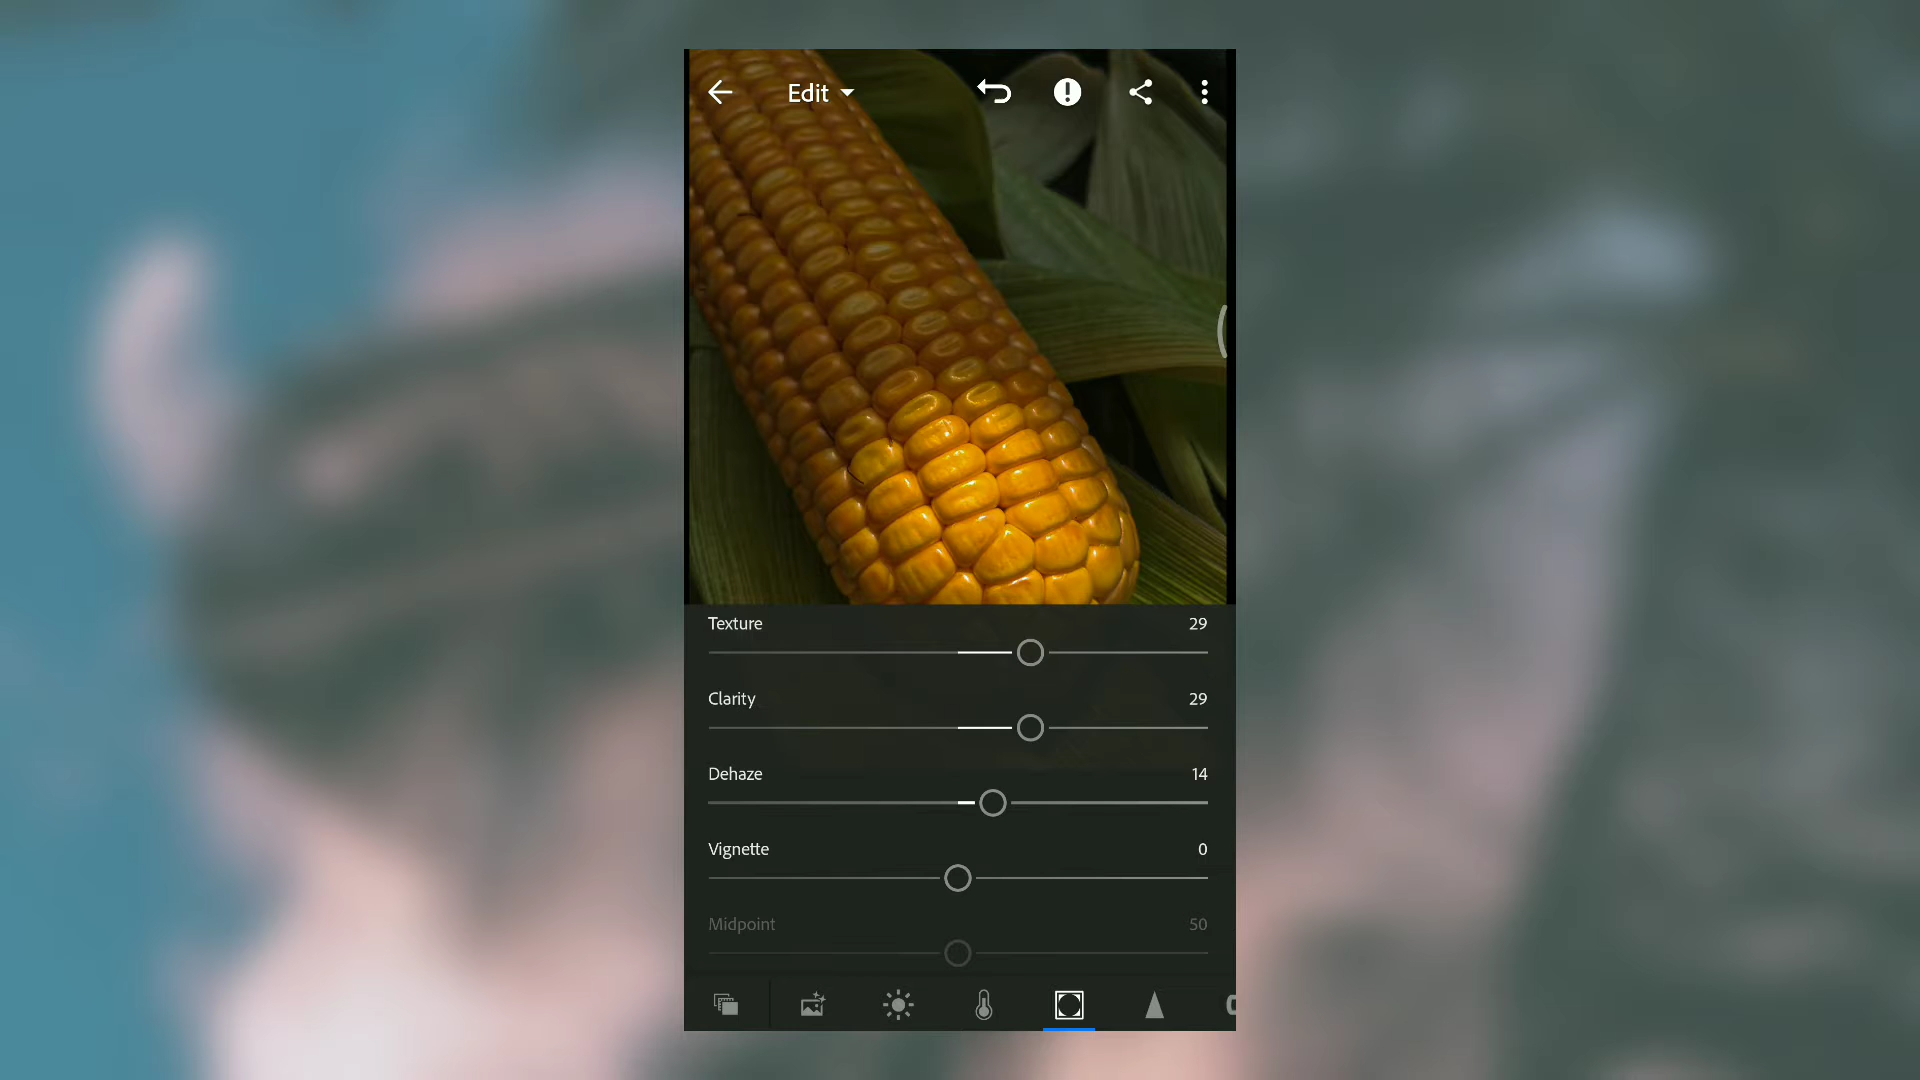 Edit
Texture 29
Clarity 29
Dehaze 14
Vignette 0
Midpoint 50